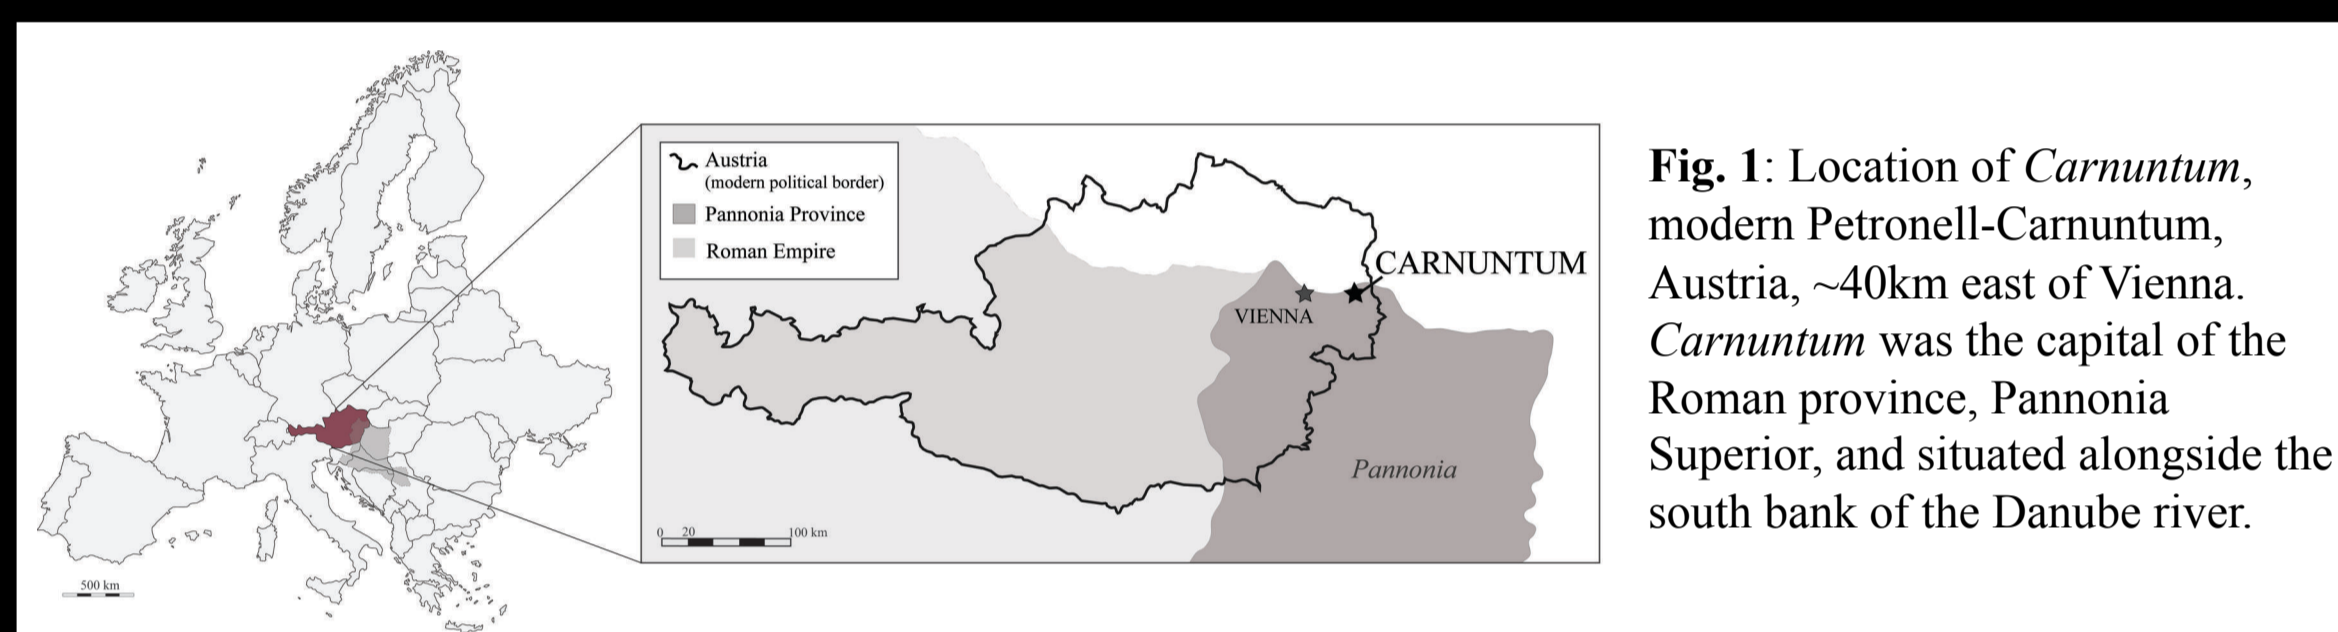 500 km
Austria
(modern political border)
Pannonia Province
Roman Empire
CARNUNTUM
VIENNA
Pannonia
0 20 100 km
Fig. 1: Location of Carnuntum,
modern Petronell-Carnuntum,
Austria, ~40km east of Vienna.
Carnuntum was the capital of the
Roman province, Pannonia
Superior, and situated alongside the
south bank of the Danube river.